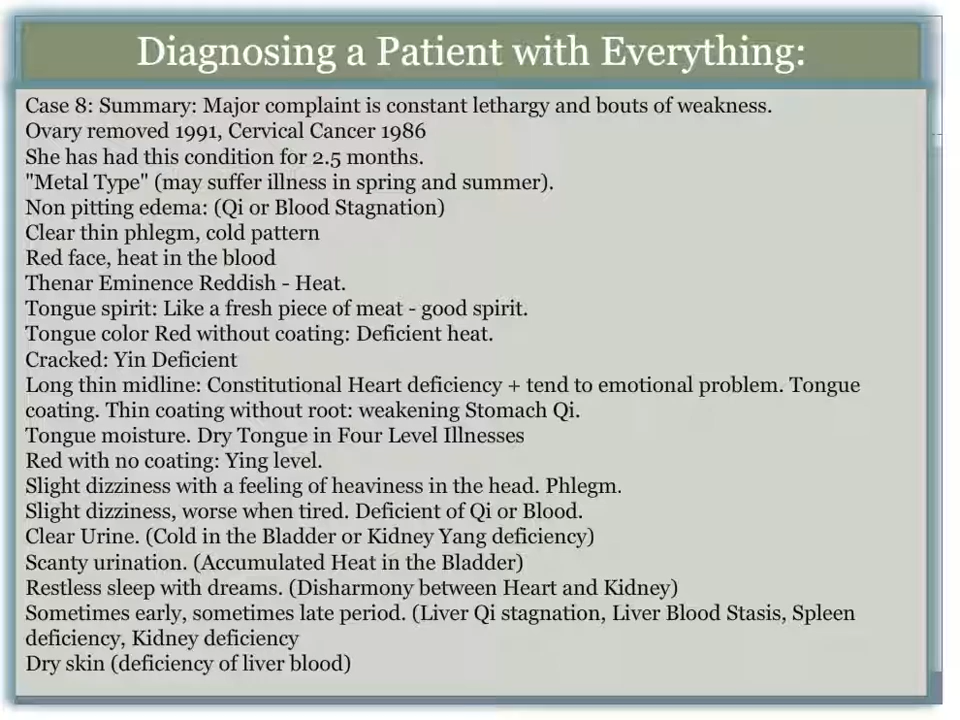 Diagnosing a Patient with Everything:
Case 8: Summary: Major complaint is constant lethargy and bouts of weakness.
Ovary removed 1991, Cervical Cancer 1986
She has had this condition for 2.5 months.
"Metal Type" (may suffer illness in spring and summer).
Non pitting edema: (Qi or Blood Stagnation)
Clear thin phlegm, cold pattern
Red face, heat in the blood
Thenar Eminence Reddish - Heat.
Tongue spirit: Like a fresh piece of meat - good spirit.
Tongue color Red without coating: Deficient heat.
Cracked: Yin Deficient
Long thin midline: Constitutional Heart deficiency + tend to emotional problem. Tongue
coating. Thin coating without root: weakening Stomach Qi.
Tongue moisture. Dry Tongue in Four Level Illnesses
Red with no coating: Ying level.
Slight dizziness with a feeling of heaviness in the head. Phlegm.
Slight dizziness, worse when tired. Deficient of Qi or Blood.
Clear Urine. (Cold in the Bladder or Kidney Yang deficiency)
Scanty urination. (Accumulated Heat in the Bladder)
Restless sleep with dreams. (Disharmony between Heart and Kidney)
Sometimes early, sometimes late period. (Liver Qi stagnation, Liver Blood Stasis, Spleen
deficiency, Kidney deficiency
Dry skin (deficiency of liver blood)